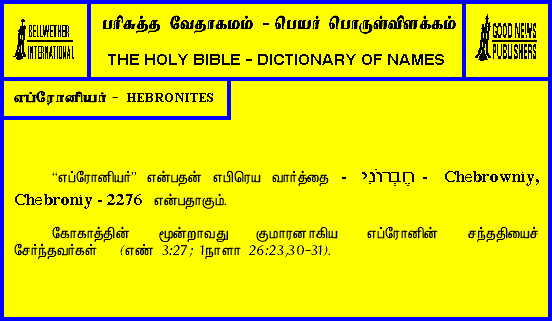 BELLWETHER
INTERNATIONAL
பரிசுத்த வேதாகமம் - பெயர் பொருள்விளக்கம்
THE HOLY BIBLE - DICTIONARY OF NAMES
GOOD NEWS
PUBLISHERS
எப்ரோனியர் - HEBRONITES
“எப்ரோனியர்” என்பதன் எபிரெய வார்த்தை - חֶבְרוֹנִי - Chebrowniy,
Chebroniy - 2276 என்பதாகும்.
கோகாத்தின் மூன்றாவது குமாரனாகிய எப்ரோனின் சந்ததியைச்
சேர்ந்தவர்கள் (எண் 3:27; 1நாளா 26:23,30-31).